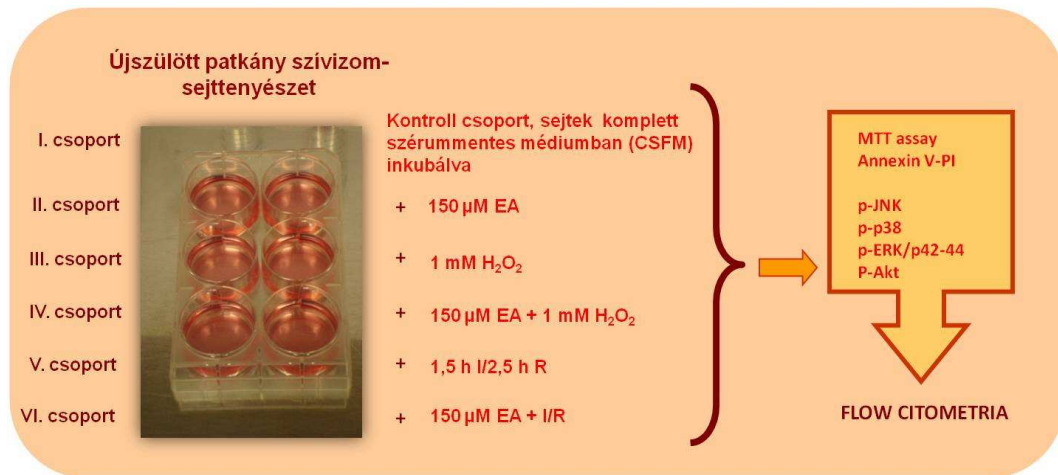 Újszülött patkány szívizom-
sejttenyészet
I. csoport
Kontroll csoport, sejtek komplett
szérummentes médiumban (CSFM)
inkubálva
II. csoport + 150 µM EA
III. csoport + 1 mM H₂O₂
IV. csoport + 150 µM EA + 1 mM H₂O₂
V. csoport + 1,5 h I/2,5 h R
VI. csoport + 150 µM EA + I/R
MTT assay
Annexin V-PI
p-JNK
p-p38
p-ERK/p42-44
P-Akt
FLOW CITOMETRIA